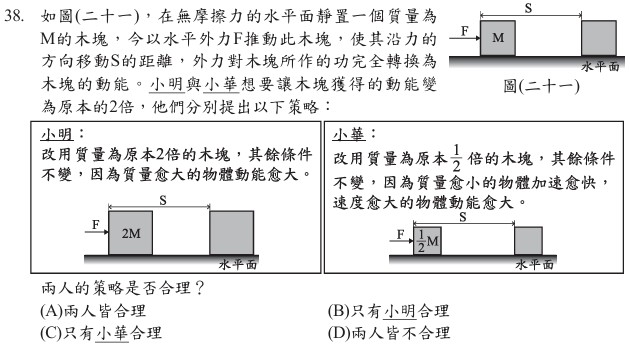 38. 如圖(二十一)，在無摩擦力的水平面靜置一個質量為
M的木塊，今以水平外力F推動此木塊，使其沿力的
方向移動S的距離，外力對木塊所作的功完全轉換為
木塊的動能。小明與小華想要讓木塊獲得的動能變
為原本的2倍，他們分別提出以下策略：
S
F
M
水平面
圖(二十一)
小明：
改用質量為原本2倍的木塊，其餘條件
不變，因為質量愈大的物體動能愈大。
S
F
2M
水平面
小華：
改用質量為原本1/2倍的木塊，其餘條件
不變，因為質量愈小的物體加速愈快，
速度愈大的物體動能愈大。
S
F
1/2M
水平面
兩人的策略是否合理？
(A)兩人皆合理 (B)只有小明合理
(C)只有小華合理 (D)兩人皆不合理